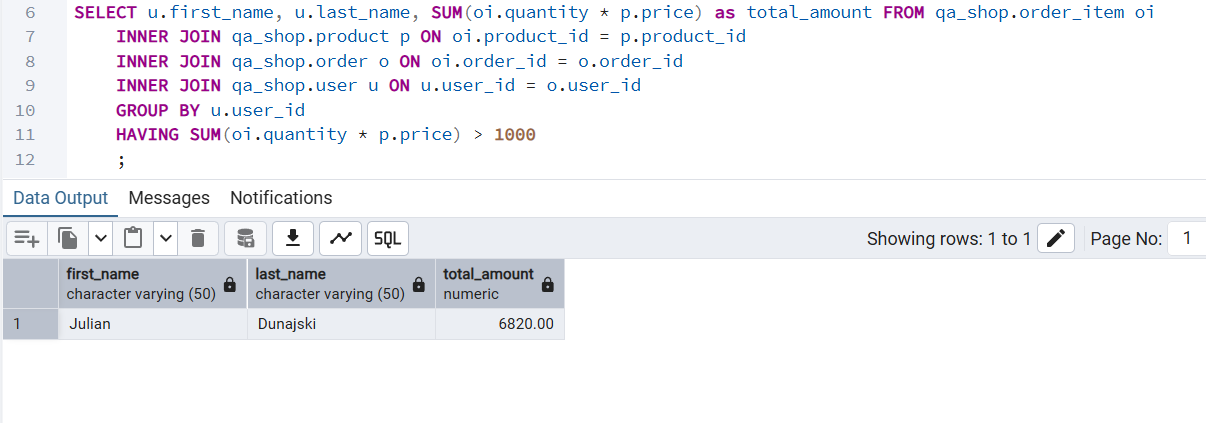 6 SELECT u.first_name, u.last_name, SUM(oi.quantity * p.price) as total_amount FROM qa_shop.order_item oi
7 INNER JOIN qa_shop.product p ON oi.product_id = p.product_id
8 INNER JOIN qa_shop.order o ON oi.order_id = o.order_id
9 INNER JOIN qa_shop.user u ON u.user_id = o.user_id
10 GROUP BY u.user_id
11 HAVING SUM(oi.quantity * p.price) > 1000
12 ;
Data Output Messages Notifications
SQL Showing rows: 1 to 1 Page No: 1
first_name last_name total_amount
character varying (50) character varying (50) numeric
1 Julian Dunajski 6820.00